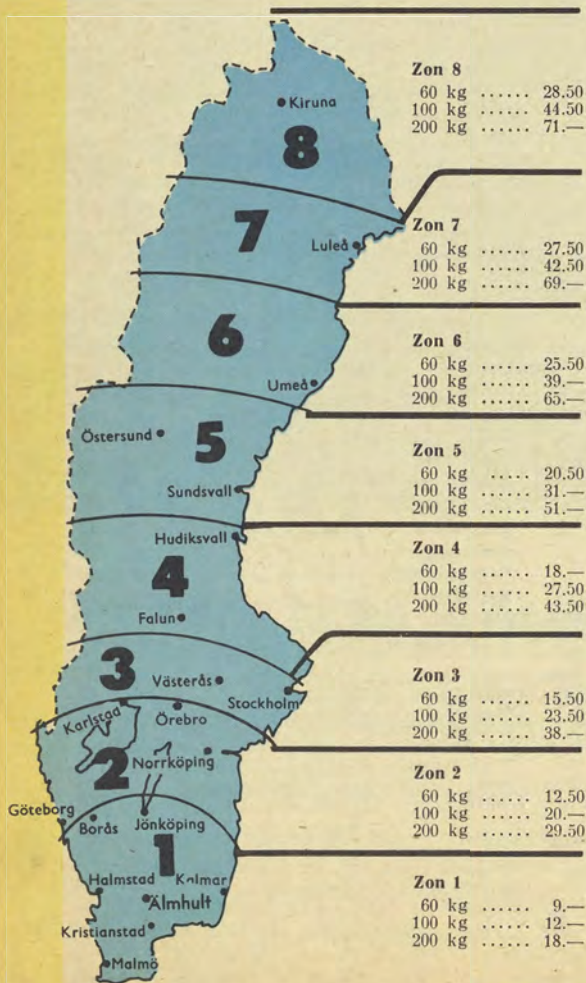 Zon 8
60 kg ...... 28.50
100 kg ...... 44.50
200 kg ...... 71.—
Kiruna
8
Zon 7
60 kg ...... 27.50
100 kg ...... 42.50
200 kg ...... 69.—
7
Luleå
Zon 6
60 kg ...... 25.50
100 kg ...... 39.—
200 kg ...... 65.—
6
Umeå
Zon 5
60 kg ..... 20.50
100 kg ...... 31.—
200 kg ...... 51.—
Östersund
5
Sundsvall
Zon 4
60 kg ...... 18.—
100 kg ...... 27.50
200 kg ...... 43.50
Hudiksvall
4
Falun
Zon 3
60 kg ...... 15.50
100 kg ...... 23.50
200 kg ...... 38.—
3
Västerås
Stockholm
Karlstad
Örebro
Zon 2
60 kg ...... 12.50
100 kg ...... 20.—
200 kg ...... 29.50
2
Norrköping
Göteborg
Borås
Jönköping
Zon 1
60 kg ...... 9.—
100 kg ...... 12.—
200 kg ...... 18.—
1
Halmstad
Kalmar
Älmhult
Kristianstad
Malmö